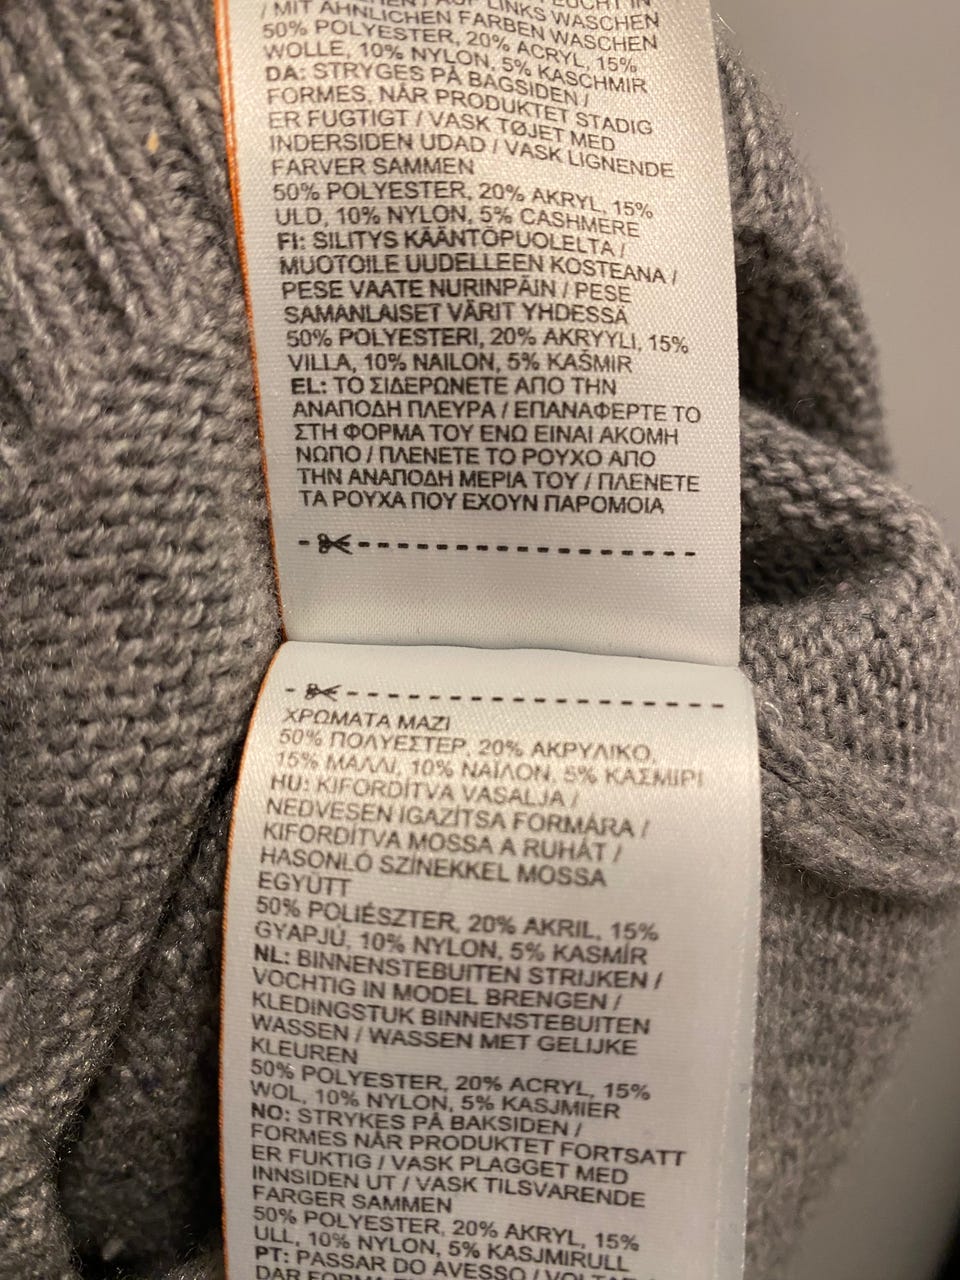 / AUF LINKS WASCHEN
/ MIT ÄHNLICHEN FARBEN WASCHEN
50% POLYESTER, 20% ACRYL, 15%
WOLLE, 10% NYLON, 5% KASCHMIR
DA: STRYGES PÅ BAGSIDEN /
FORMES, NÅR PRODUKTET STADIG
ER FUGTIGT / VASK TØJET MED
INDERSIDEN UDAD / VASK LIGNENDE
FARVER SAMMEN
50% POLYESTER, 20% AKRYL, 15%
ULD, 10% NYLON, 5% CASHMERE
FI: SILITYS KÄÄNTÖPUOLELTA /
MUOTOILE UUDELLEEN KOSTEANA /
PESE VAATE NURINPÄIN / PESE
SAMANLAISET VÄRIT YHDESSÄ
50% POLYESTERI, 20% AKRYYLI, 15%
VILLA, 10% NAILON, 5% KAŠMIR
EL: ΤΟ ΣΙΔΕΡΩΝΕΤΕ ΑΠΟ ΤΗΝ
ΑΝΑΠΟΔΗ ΠΛΕΥΡΑ / ΕΠΑΝΑΦΕΡΤΕ ΤΟ
ΣΤΗ ΦΟΡΜΑ ΤΟΥ ΕΝΩ ΕΙΝΑΙ ΑΚΟΜΗ
ΝΩΠΟ / ΠΛΕΝΕΤΕ ΤΟ ΡΟΥΧΟ ΑΠΟ
ΤΗΝ ΑΝΑΠΟΔΗ ΜΕΡΙΑ ΤΟΥ / ΠΛΕΝΕΤΕ
ΤΑ ΡΟΥΧΑ ΠΟΥ ΕΧΟΥΝ ΠΑΡΟΜΟΙΑ
ΧΡΩΜΑΤΑ ΜΑΖΙ
50% ΠΟΛΥΕΣΤΕΡ, 20% ΑΚΡΥΛΙΚΟ,
15% ΜΑΛΛΙ, 10% ΝΑΪΛΟΝ, 5% ΚΑΣΜΙΡΙ
HU: KIFORDÍTVA VASALJA /
NEDVESEN IGAZÍTSA FORMÁRA /
KIFORDÍTVA MOSSA A RUHÁT /
HASONLÓ SZÍNEKKEL MOSSA
EGYÜTT
50% POLIÉSZTER, 20% AKRIL, 15%
GYAPJÚ, 10% NYLON, 5% KASMÍR
NL: BINNENSTEBUITEN STRIJKEN /
VOCHTIG IN MODEL BRENGEN /
KLEDINGSTUK BINNENSTEBUITEN
WASSEN / WASSEN MET GELIJKE
KLEUREN
50% POLYESTER, 20% ACRYL, 15%
WOL, 10% NYLON, 5% KASJMIER
NO: STRYKES PÅ BAKSIDEN /
FORMES NÅR PRODUKTET FORTSATT
ER FUKTIG / VASK PLAGGET MED
INNSIDEN UT / VASK TILSVARENDE
FARGER SAMMEN
50% POLYESTER, 20% AKRYL, 15%
ULL, 10% NYLON, 5% KASJMIRULL
PT: PASSAR DO AVESSO /
DAR FORMA